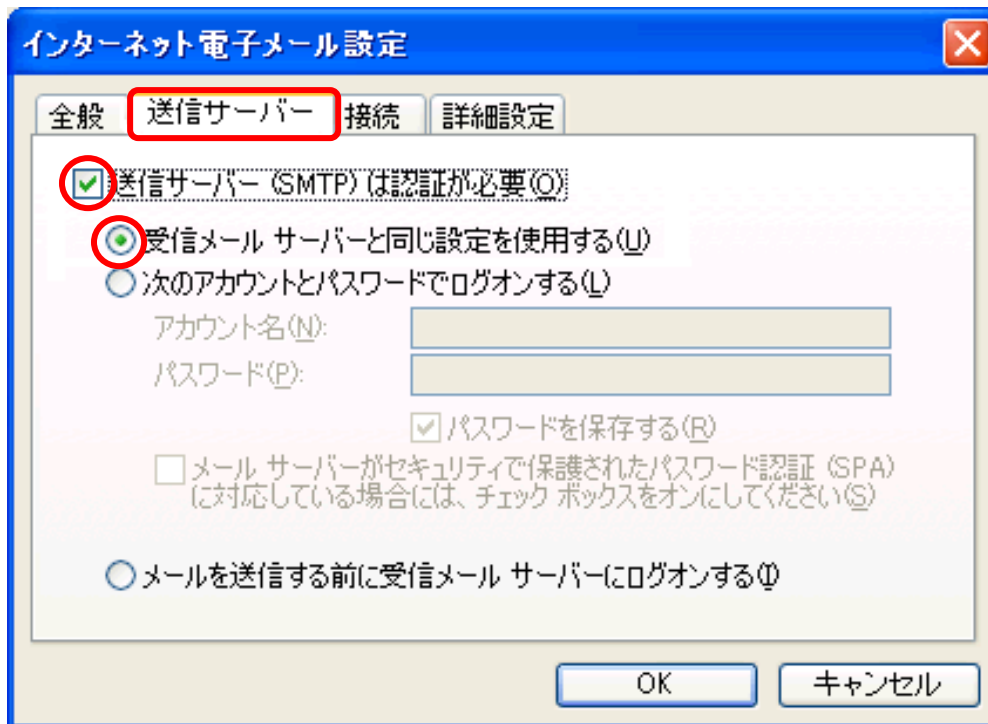 インターネット電子メール設定
全般 送信サーバー 接続 詳細設定
送信サーバー (SMTP) は認証が必要(O)
受信メール サーバーと同じ設定を使用する(U)
次のアカウントとパスワードでログオンする(L)
アカウント名(N):
パスワード(P):
パスワードを保存する(R)
メール サーバーがセキュリティで保護されたパスワード認証 (SPA)
に対応している場合には、チェック ボックスをオンにしてください(S)
メールを送信する前に受信メール サーバーにログオンする(I)
OK キャンセル